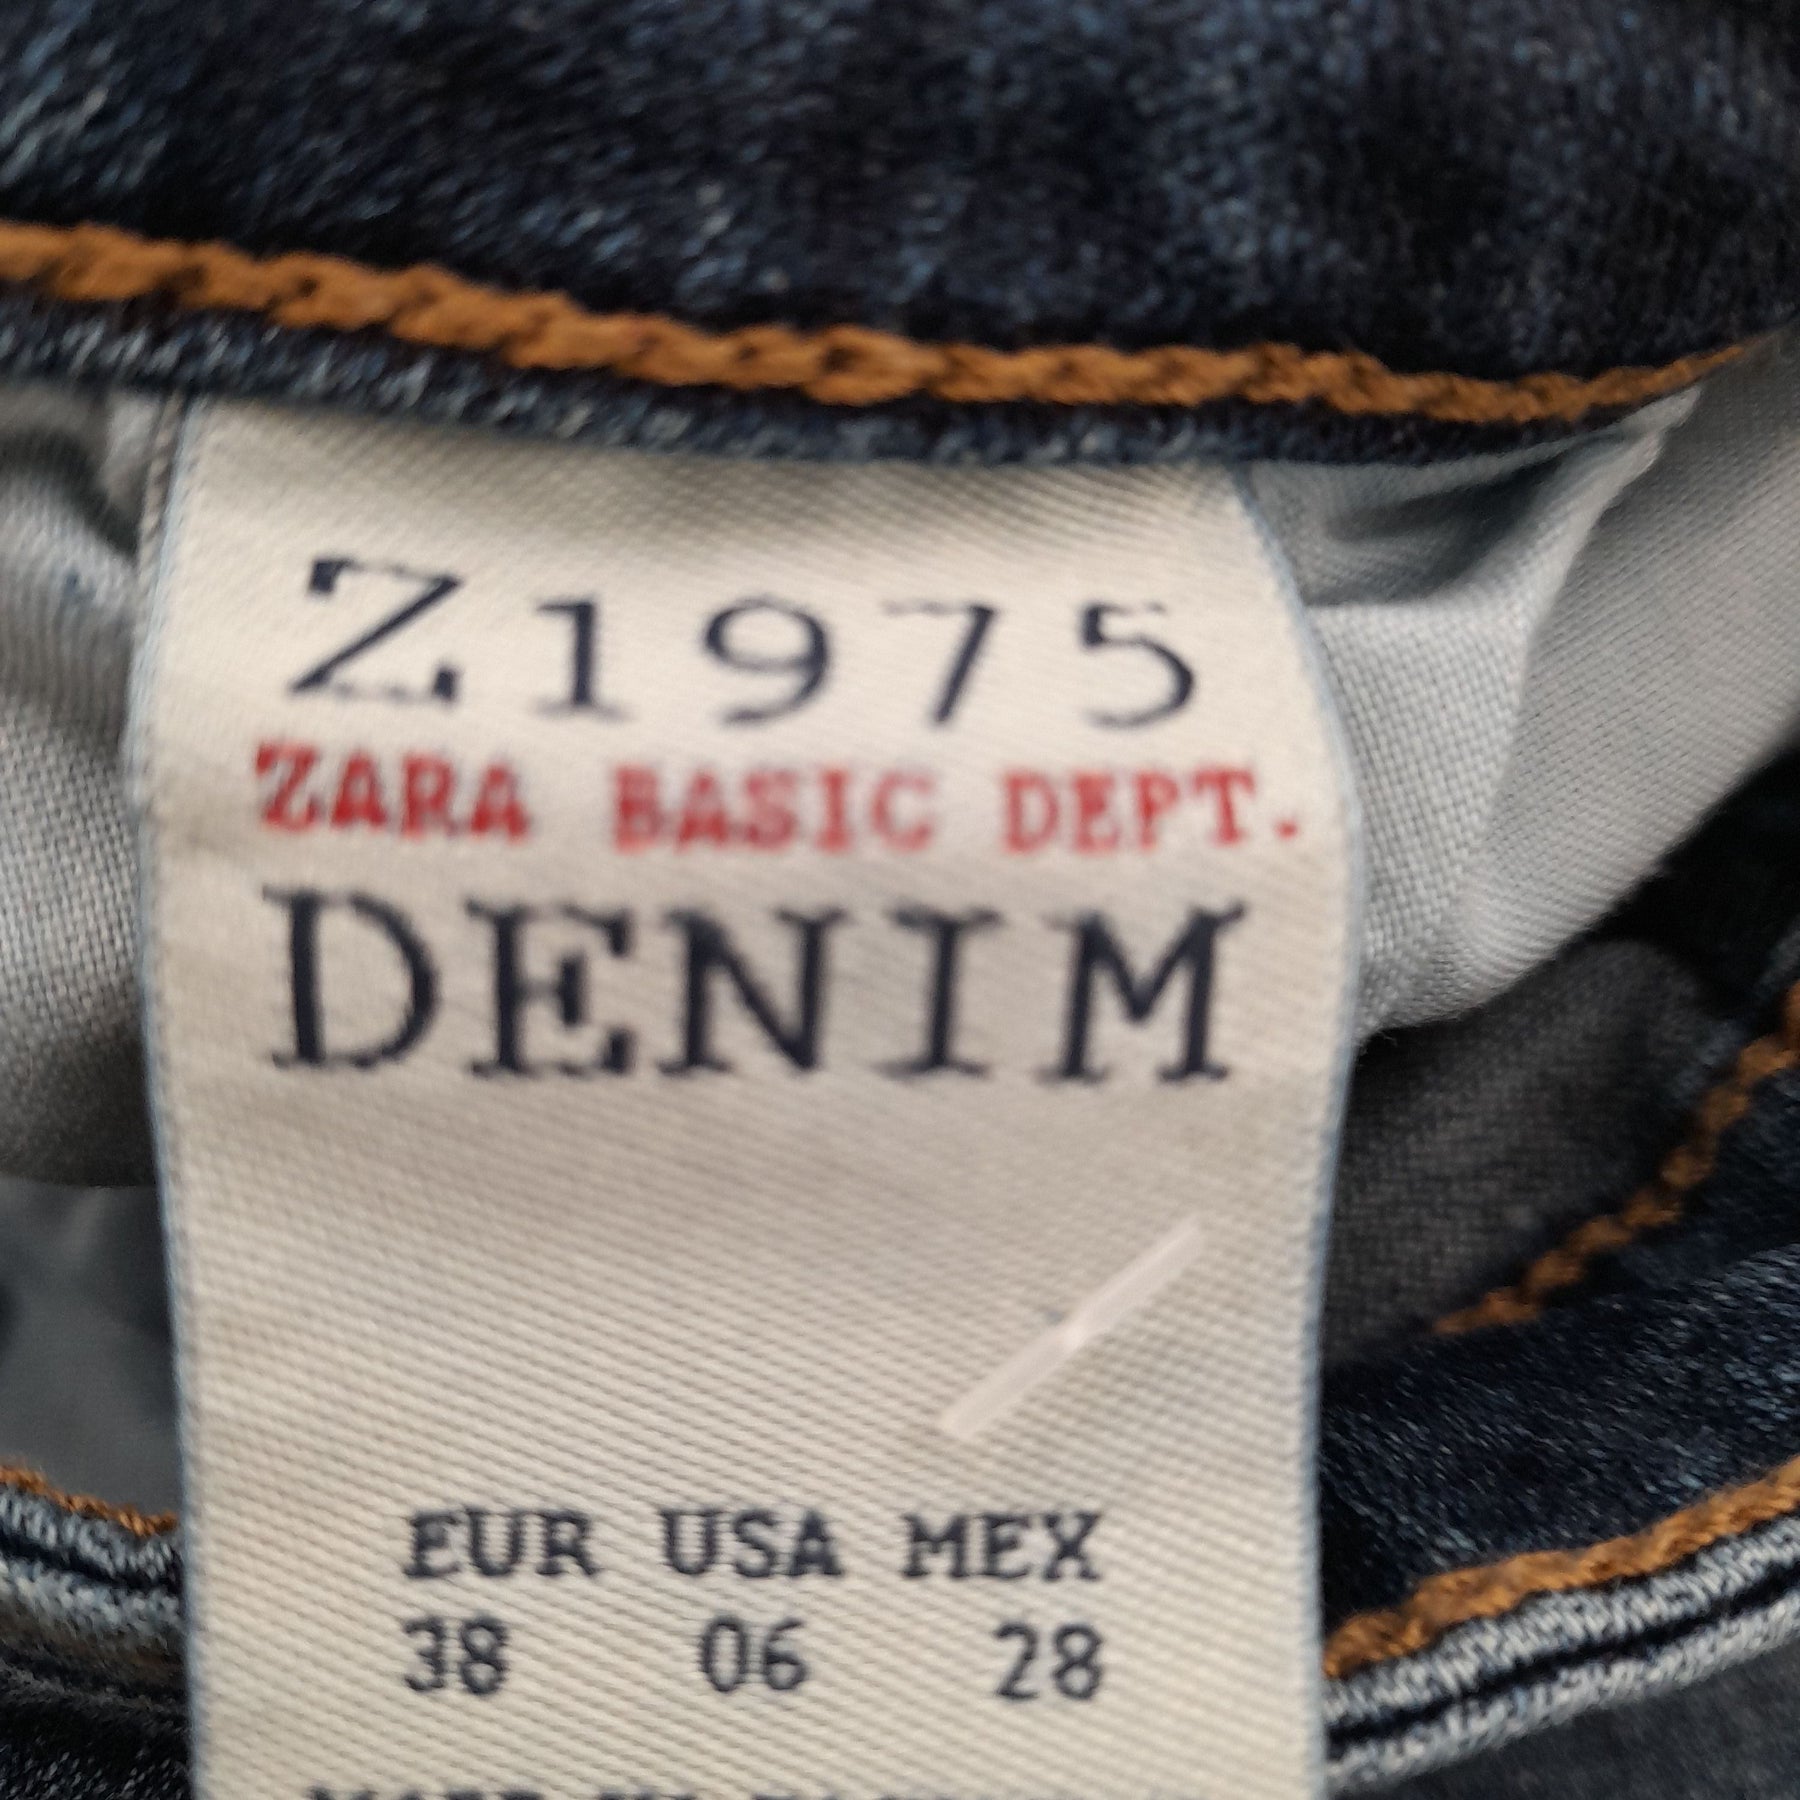 Z1975
ZARA BASIC DEPT.
DENIM
EUR USA MEX
38 06 28